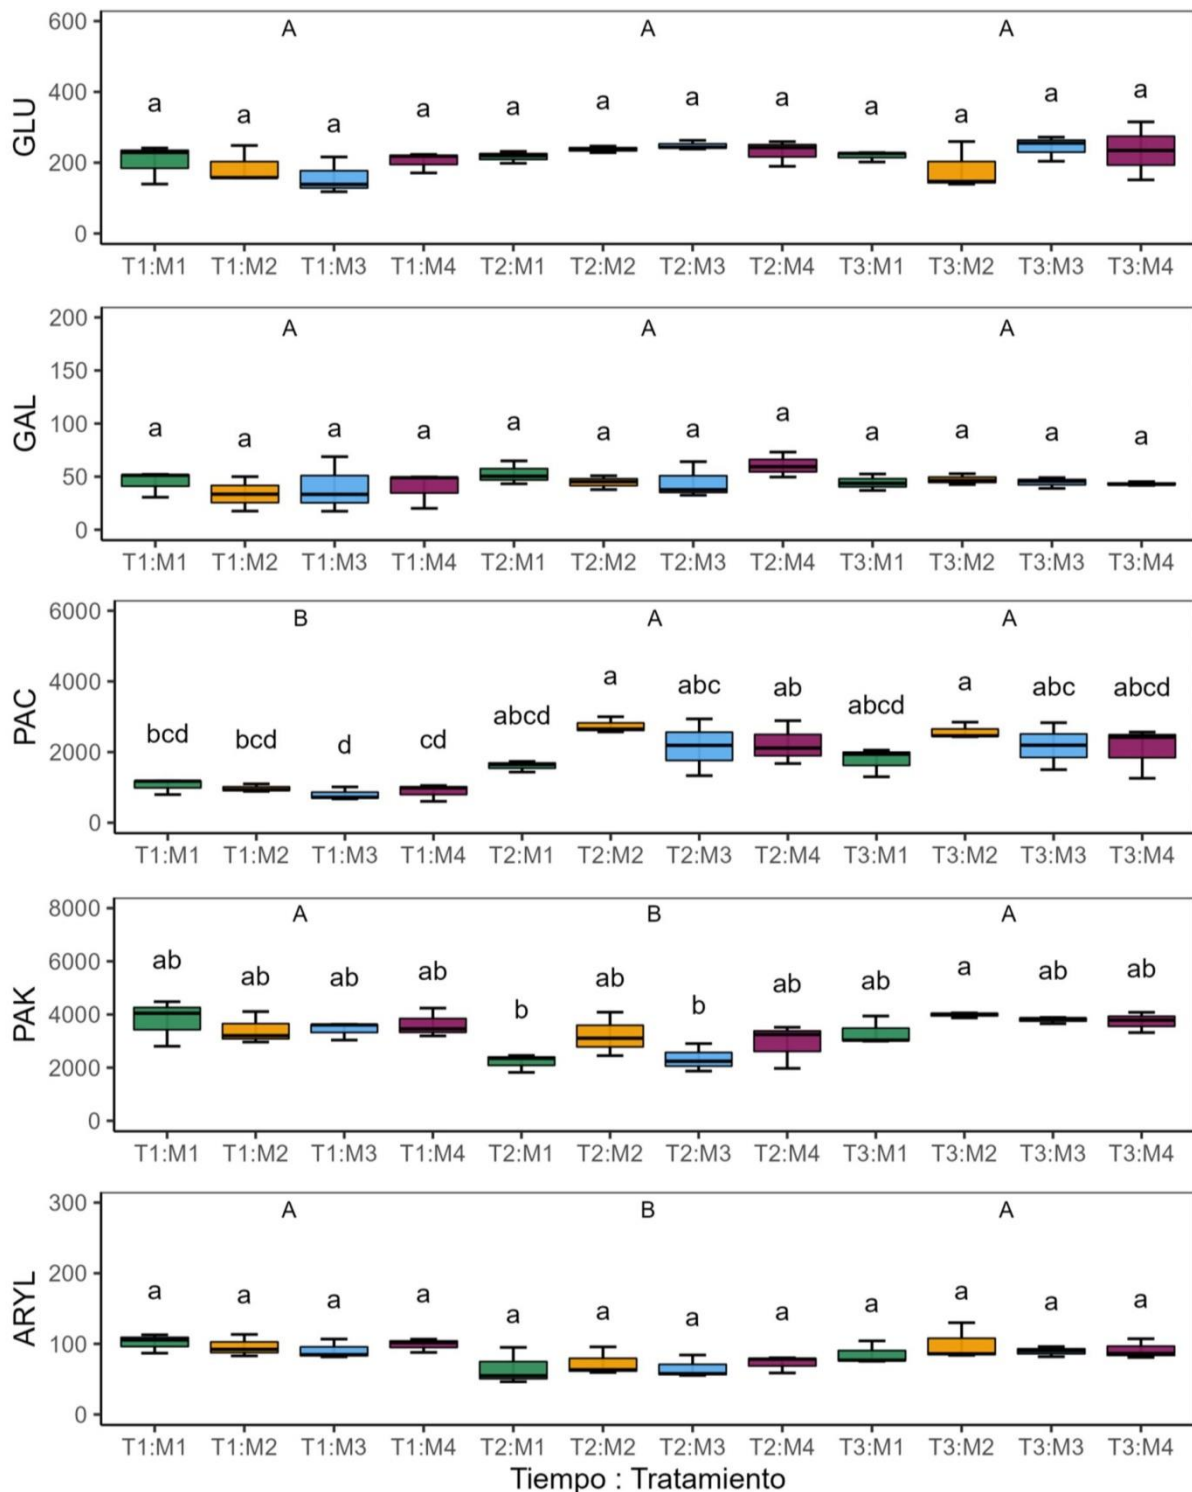 GLU
600
400
200
0
A A A
a a a a a a a a a a a a
T1:M1 T1:M2 T1:M3 T1:M4 T2:M1 T2:M2 T2:M3 T2:M4 T3:M1 T3:M2 T3:M3 T3:M4
GAL
200
150
100
50
0
A A A
a a a a a a a a a a a a
T1:M1 T1:M2 T1:M3 T1:M4 T2:M1 T2:M2 T2:M3 T2:M4 T3:M1 T3:M2 T3:M3 T3:M4
PAC
6000
4000
2000
0
B A A
bcd bcd d cd abcd a abc ab abcd a abc abcd
T1:M1 T1:M2 T1:M3 T1:M4 T2:M1 T2:M2 T2:M3 T2:M4 T3:M1 T3:M2 T3:M3 T3:M4
PAK
8000
6000
4000
2000
0
A B A
ab ab ab ab b ab b ab ab a ab ab
T1:M1 T1:M2 T1:M3 T1:M4 T2:M1 T2:M2 T2:M3 T2:M4 T3:M1 T3:M2 T3:M3 T3:M4
ARYL
300
200
100
0
A B A
a a a a a a a a a a a a
T1:M1 T1:M2 T1:M3 T1:M4 T2:M1 T2:M2 T2:M3 T2:M4 T3:M1 T3:M2 T3:M3 T3:M4
Tiempo : Tratamiento